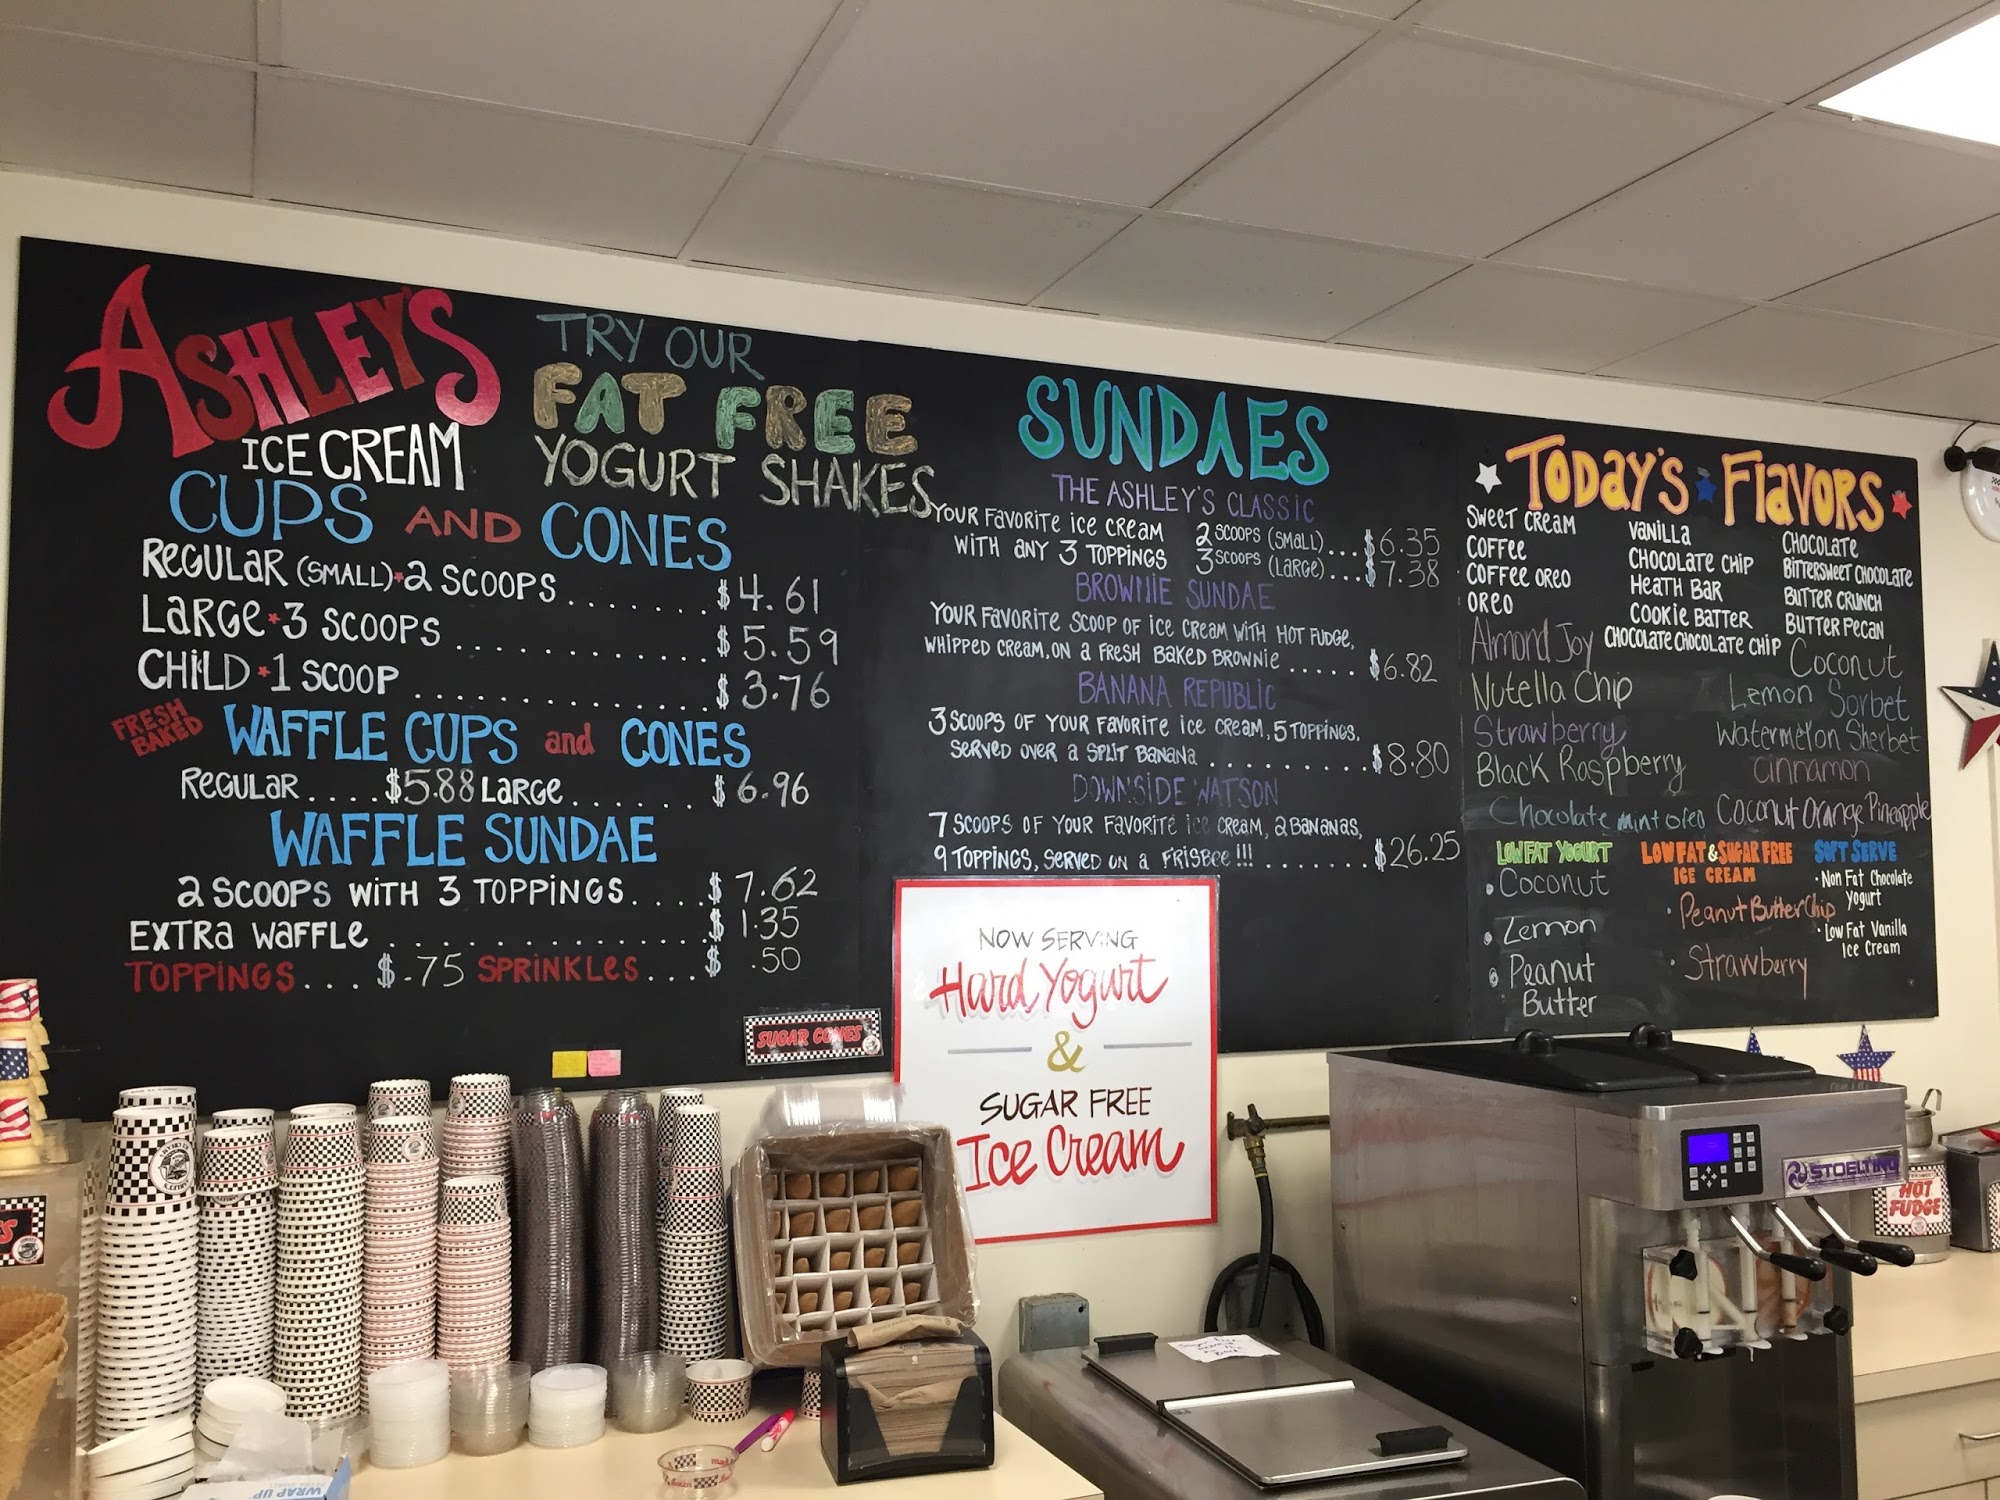 ASHLEY'S
ICE CREAM
TRY OUR
FAT FREE
YOGURT SHAKES
CUPS AND CONES
REGULAR (SMALL)*2 SCOOPS ....... $4.61
LARGE*3 SCOOPS ............. $5.59
CHILD*1 SCOOP ............... $3.76
FRESH
BAKED
WAFFLE CUPS and CONES
REGULAR ....$5.88 LARGE....... $ 6.96
WAFFLE SUNDAE
2 SCOOPS WITH 3 TOPPINGS.... $ 7.62
EXTRA WAFFLE ................ $ 1.35
TOPPINGS... $.75 SPRINKLES... $ .50
SUGAR CONES
SUNDAES
THE ASHLEY'S CLASSIC
YOUR FAVORITE ICE CREAM 2 SCOOPS (SMALL)... $6.35
WITH ANY 3 TOPPINGS 3 SCOOPS (LARGE)... $7.38
BROWNIE SUNDAE
YOUR FAVORITE SCOOP OF ICE CREAM WITH HOT FUDGE,
WHIPPED CREAM, ON A FRESH BAKED BROWNIE ...... $6.82
BANANA REPUBLIC
3 SCOOPS OF YOUR FAVORITE ICE CREAM, 5 TOPPINGS,
SERVED OVER A SPLIT BANANA .......... $8.80
DOWNSIDE WATSON
7 SCOOPS OF YOUR FAVORITE ICE CREAM, 2 BANANAS,
9 TOPPINGS, SERVED ON A FRISBEE!!! ........ $26.25
TODAY'S FLAVORS
SWEET CREAM
COFFEE
COFFEE OREO
OREO
Almond Joy
Nutella Chip
Strawberry
Black Raspberry
Chocolate mint oreo
VANILLA
CHOCOLATE CHIP
HEATH BAR
COOKIE BATTER
CHOCOLATE CHOCOLATE CHIP
CHOCOLATE
BITTERSWEET CHOCOLATE
BUTTER CRUNCH
BUTTER PECAN
Coconut
Lemon Sorbet
Watermelon Sherbet
cinnamon
Coconut Orange Pineapple
LOW FAT YOGURT
• Coconut
• Lemon
• Peanut
Butter
LOW FAT & SUGAR FREE
ICE CREAM
• Peanut Butter Chip
• Strawberry
SOFT SERVE
• Non Fat Chocolate
Yogurt
• Low Fat Vanilla
Ice Cream
NOW SERVING
Hard Yogurt
&
SUGAR FREE
Ice Cream
STOELTING
HOT
FUDGE
WRAP UP